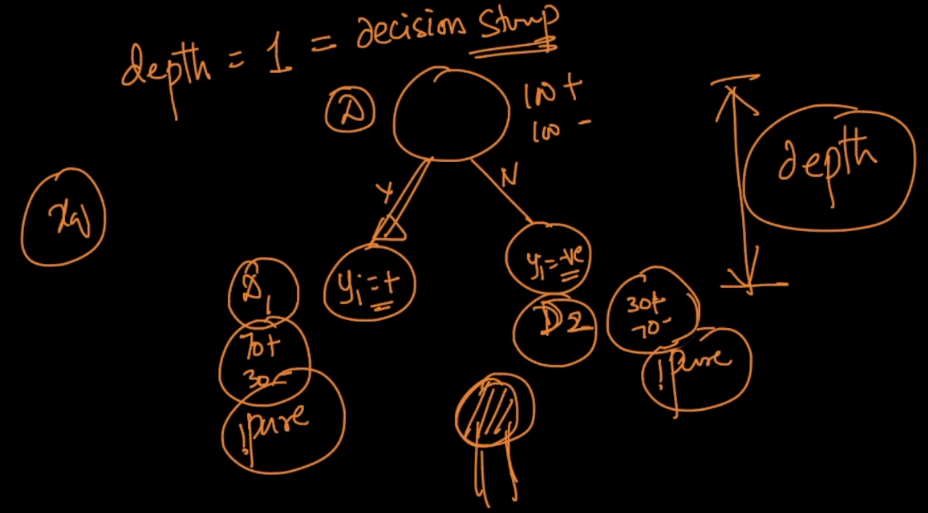 depth = 1 = decision stump
D
100+
100 -
depth
Y
N
xq
yi=+
yi=-ve
D1
D2
70+
30-
30+
70-
!pure
!pure